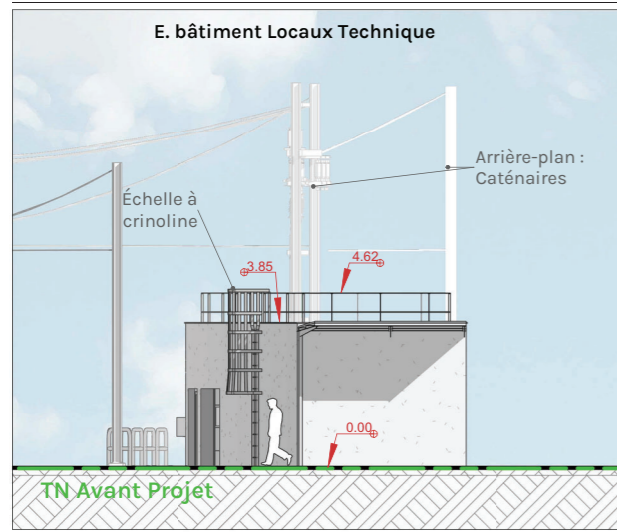 E. bâtiment Locaux Technique
Arrière-plan :
Caténaires
Échelle à
crinoline
3.85
4.62
0.00
TN Avant Projet